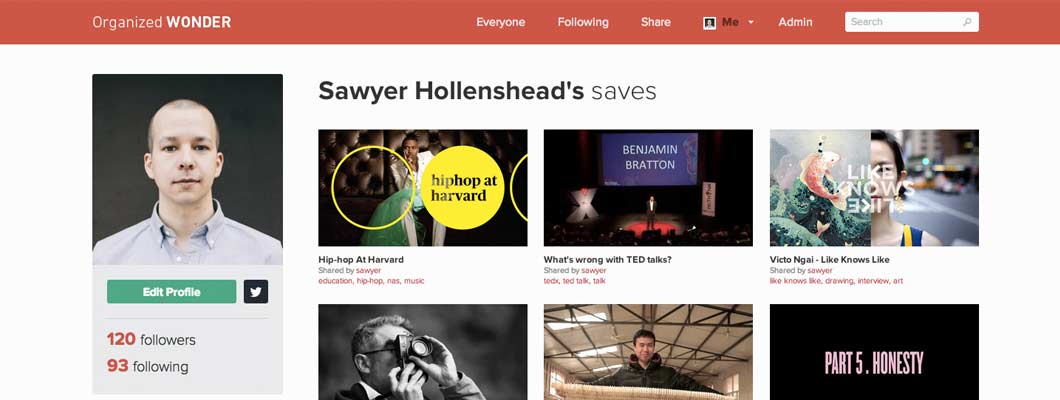 Organized WONDER
Everyone
Following
Share
Me
Admin
Search
Sawyer Hollenshead's saves
hiphop at
harvard
BENJAMIN
BRATTON
LIKE
KNOWS
LIKE
Hip-hop At Harvard
Shared by sawyer
education, hip-hop, nas, music
What's wrong with TED talks?
Shared by sawyer
tedx, ted talk, talk
Victo Ngai - Like Knows Like
Shared by sawyer
like knows like, drawing, interview, art
Edit Profile
120 followers
93 following
PART 5 . HONESTY